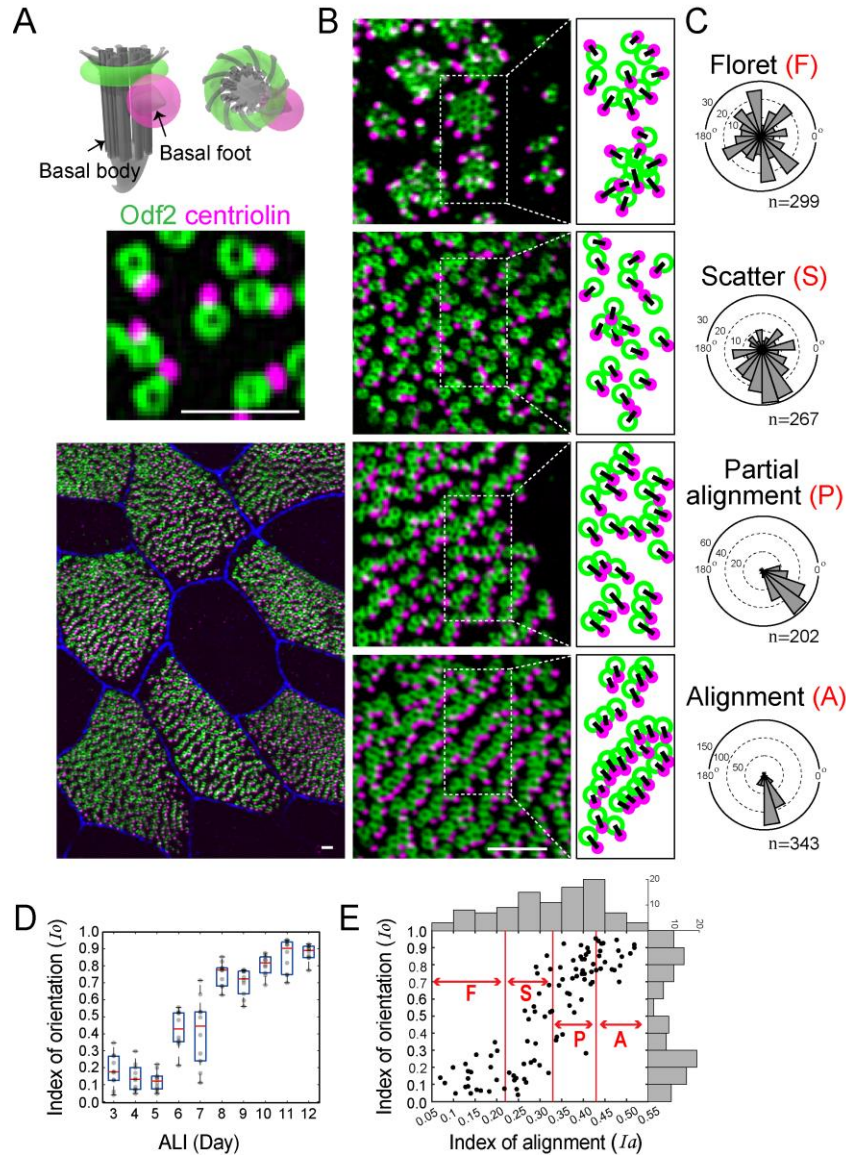 A
B
C
Basal body
Basal foot
Odf2 centriolin
Floret (F)
30
20
10
180°
0°
n=299
Scatter (S)
30
20
10
180°
0°
n=267
Partial
alignment (P)
60
40
20
180°
0°
n=202
Alignment (A)
150
100
50
180°
0°
n=343
D
Index of orientation (Io)
1.0
0.9
0.8
0.7
0.6
0.5
0.4
0.3
0.2
0.1
0
3 4 5 6 7 8 9 10 11 12
ALI (Day)
E
20
10
10
20
Index of orientation (Io)
1.0
0.9
0.8
0.7
0.6
0.5
0.4
0.3
0.2
0.1
0
F
S
P
A
0.05 0.1 0.15 0.20 0.25 0.30 0.35 0.40 0.45 0.50 0.55
Index of alignment (Ia)